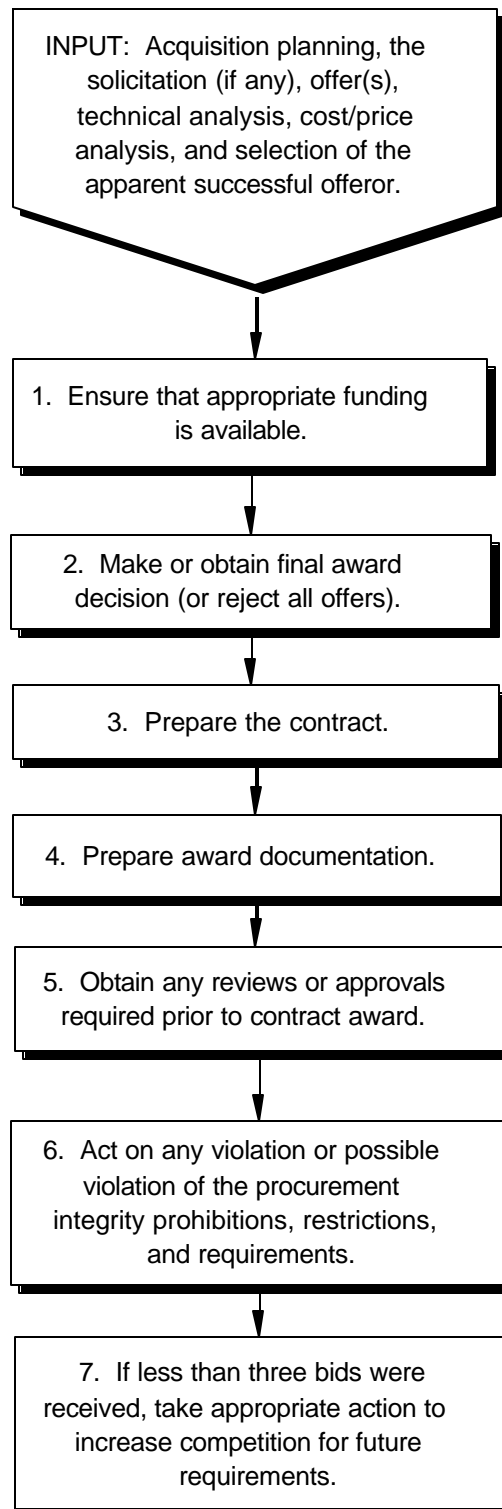 INPUT: Acquisition planning, the
solicitation (if any), offer(s),
technical analysis, cost/price
analysis, and selection of the
apparent successful offeror.
1. Ensure that appropriate funding
is available.
2. Make or obtain final award
decision (or reject all offers).
3. Prepare the contract.
4. Prepare award documentation.
5. Obtain any reviews or approvals
required prior to contract award.
6. Act on any violation or possible
violation of the procurement
integrity prohibitions, restrictions,
and requirements.
7. If less than three bids were
received, take appropriate action to
increase competition for future
requirements.